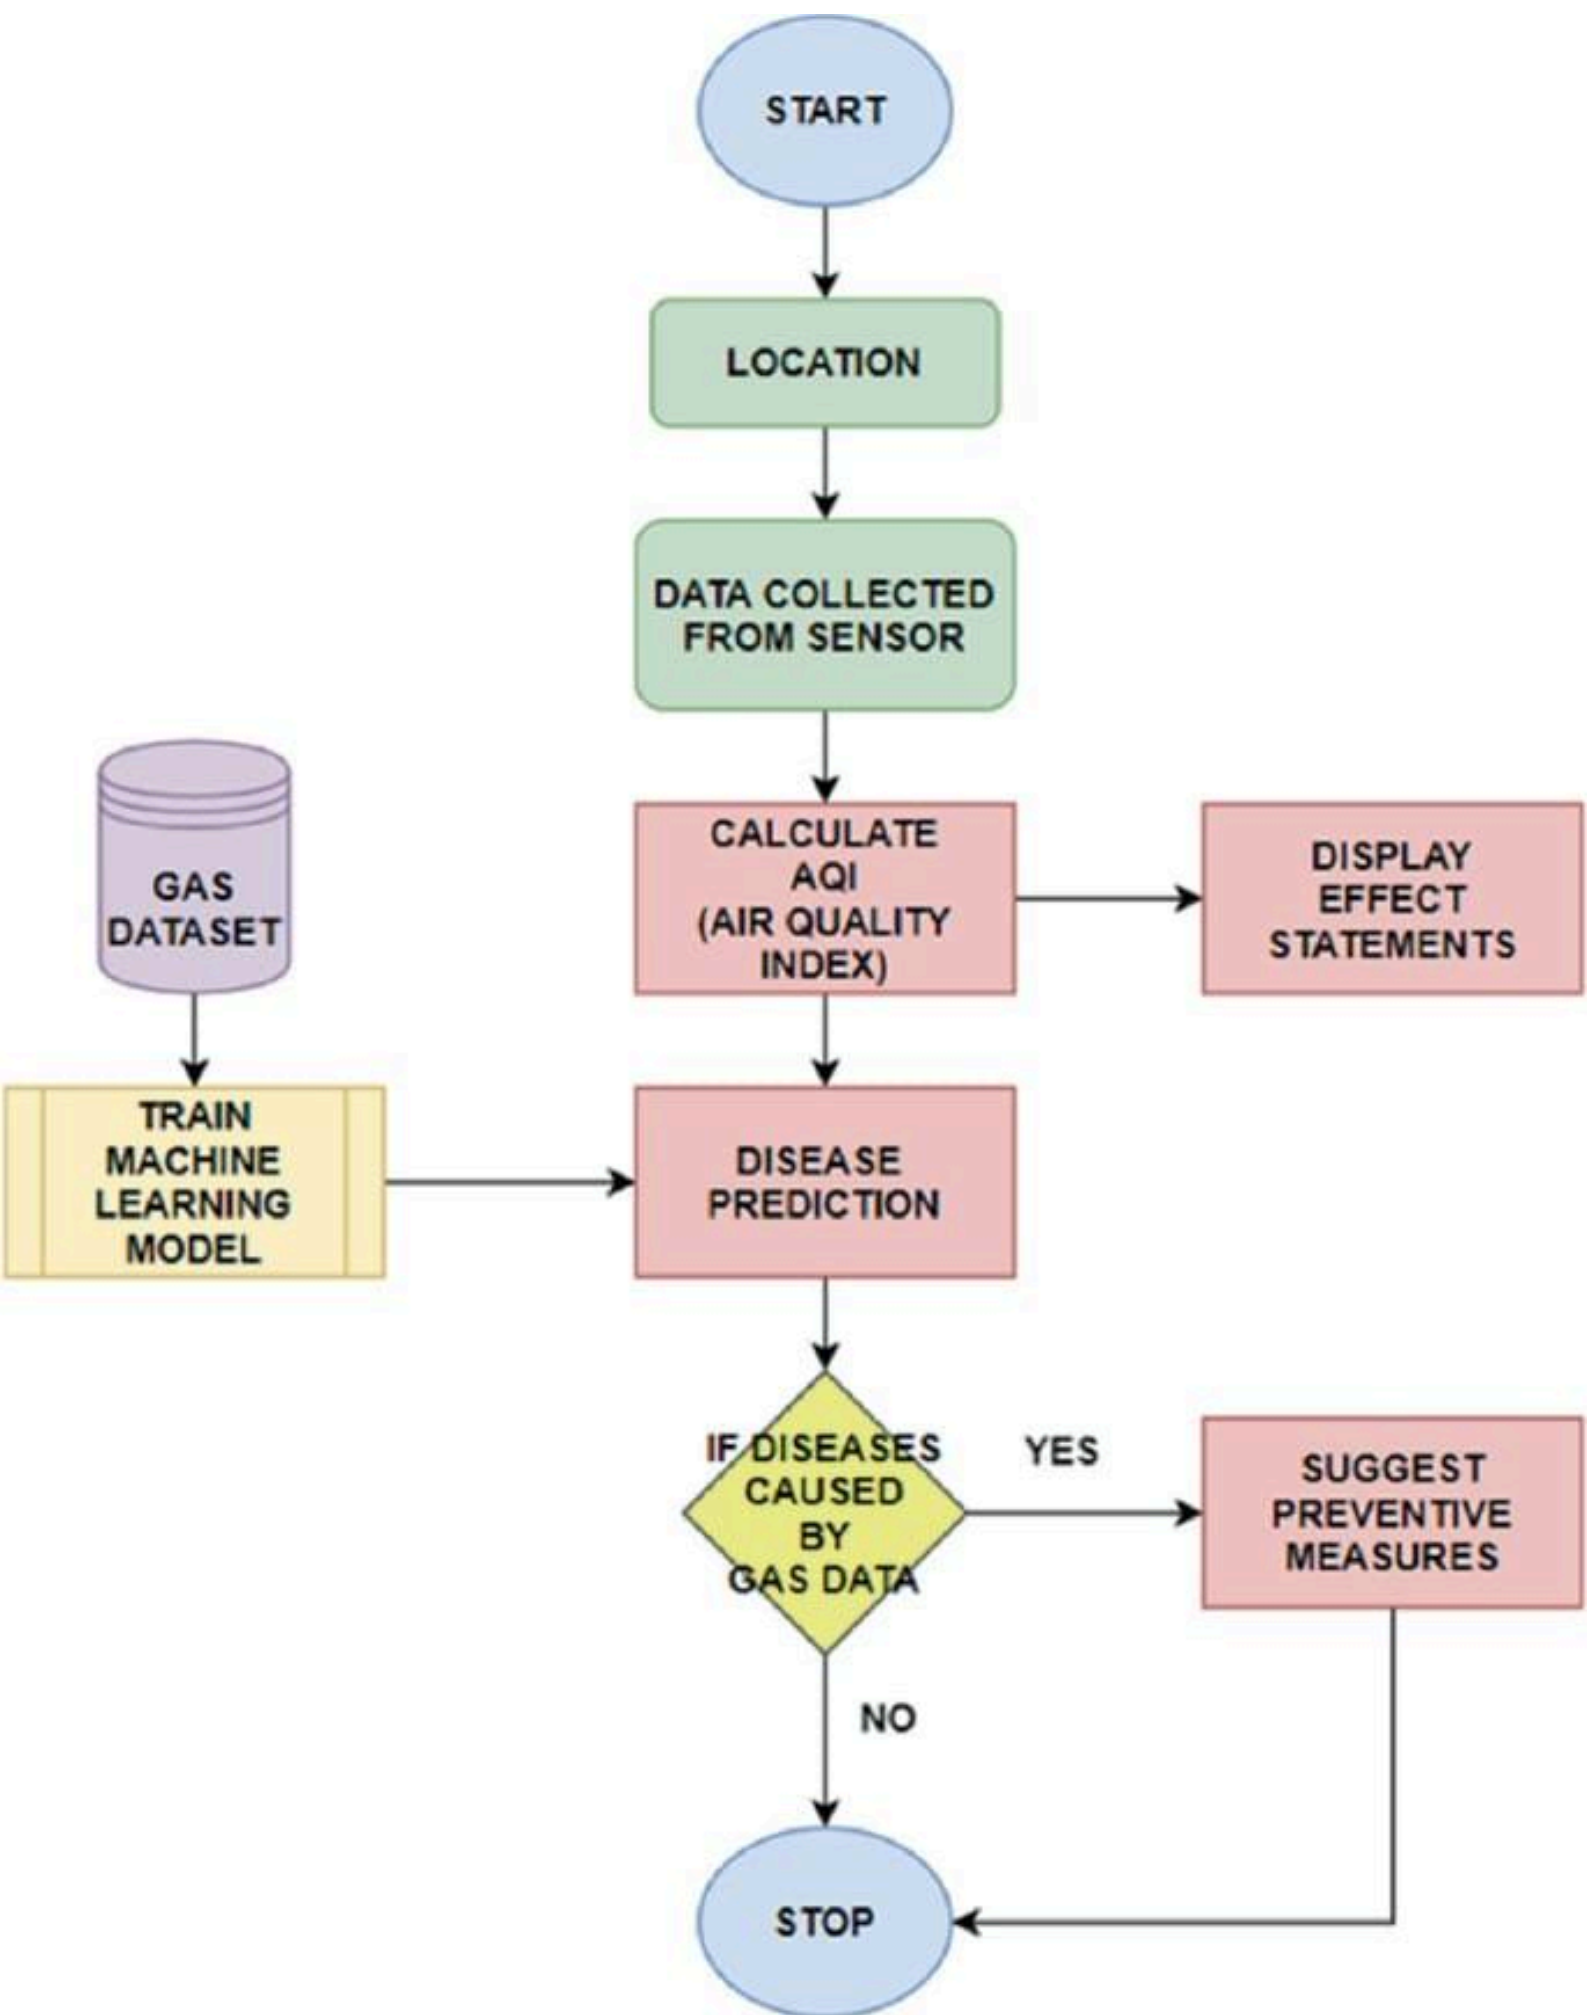 START
LOCATION
DATA COLLECTED
FROM SENSOR
GAS
DATASET
CALCULATE
AQI
(AIR QUALITY
INDEX)
DISPLAY
EFFECT
STATEMENTS
TRAIN
MACHINE
LEARNING
MODEL
DISEASE
PREDICTION
IF DISEASES
CAUSED
BY
GAS DATA
YES
SUGGEST
PREVENTIVE
MEASURES
NO
STOP